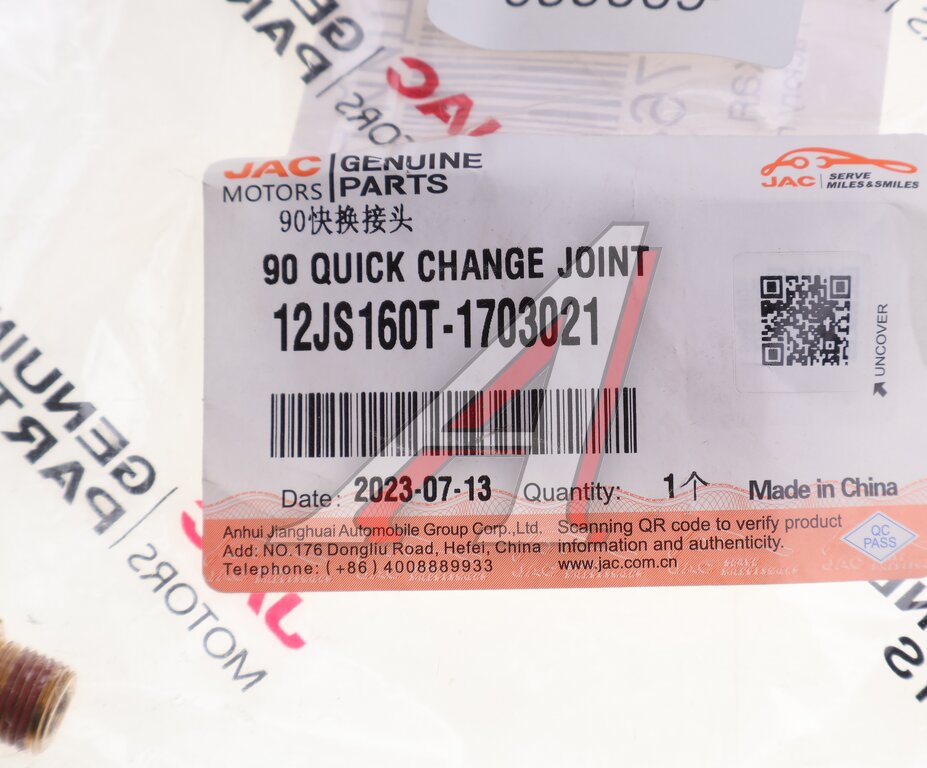 JAC MOTORS GENUINE PARTS
JAC SERVE MILES&SMILES
90快换接头
90 QUICK CHANGE JOINT
12JS160T-1703021
UNCOVER
Date: 2023-07-13 Quantity: 1个 Made in China
Anhui Jianghuai Automobile Group Corp.,Ltd.
Add: NO.176 Dongliu Road, Hefei, China
Telephone: (+86) 4008889933
Scanning QR code to verify product
information and authenticity.
www.jac.com.cn
QC
PASS
GENUINE
PARTS
JAC
MOTORS